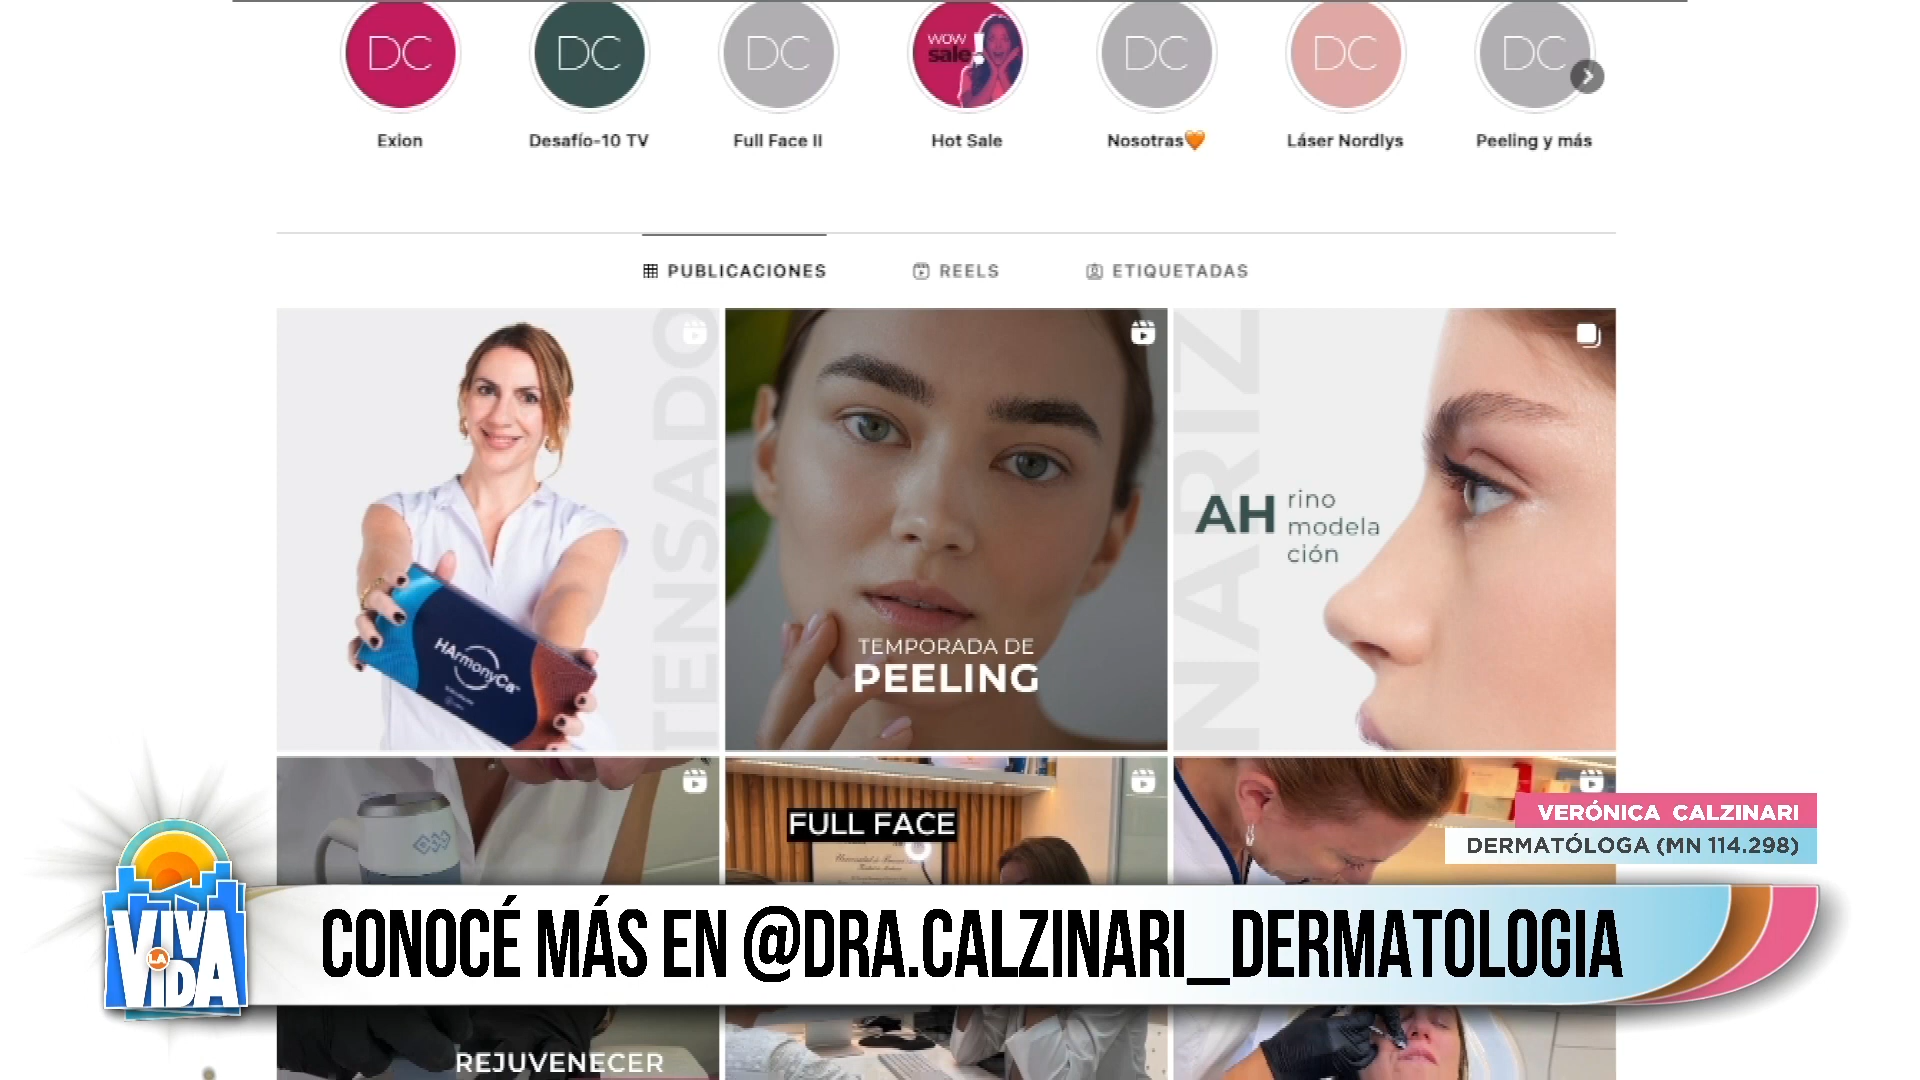 DC
DC
DC
WOW
sale!
DC
DC
DC
Exion
Desafío-10 TV
Full Face II
Hot Sale
Nosotras🧡
Láser Nordlys
Peeling y más
PUBLICACIONES
REELS
ETIQUETADAS
TENSADO
HArmonyCa™
TEMPORADA DE
PEELING
NARIZ
AH
rino
modela
ción
FULL FACE
VERÓNICA CALZINARI
DERMATÓLOGA (MN 114.298)
VIVA
LA
VIDA
CONOCÉ MÁS EN @DRA.CALZINARI_DERMATOLOGIA
REJUVENECER